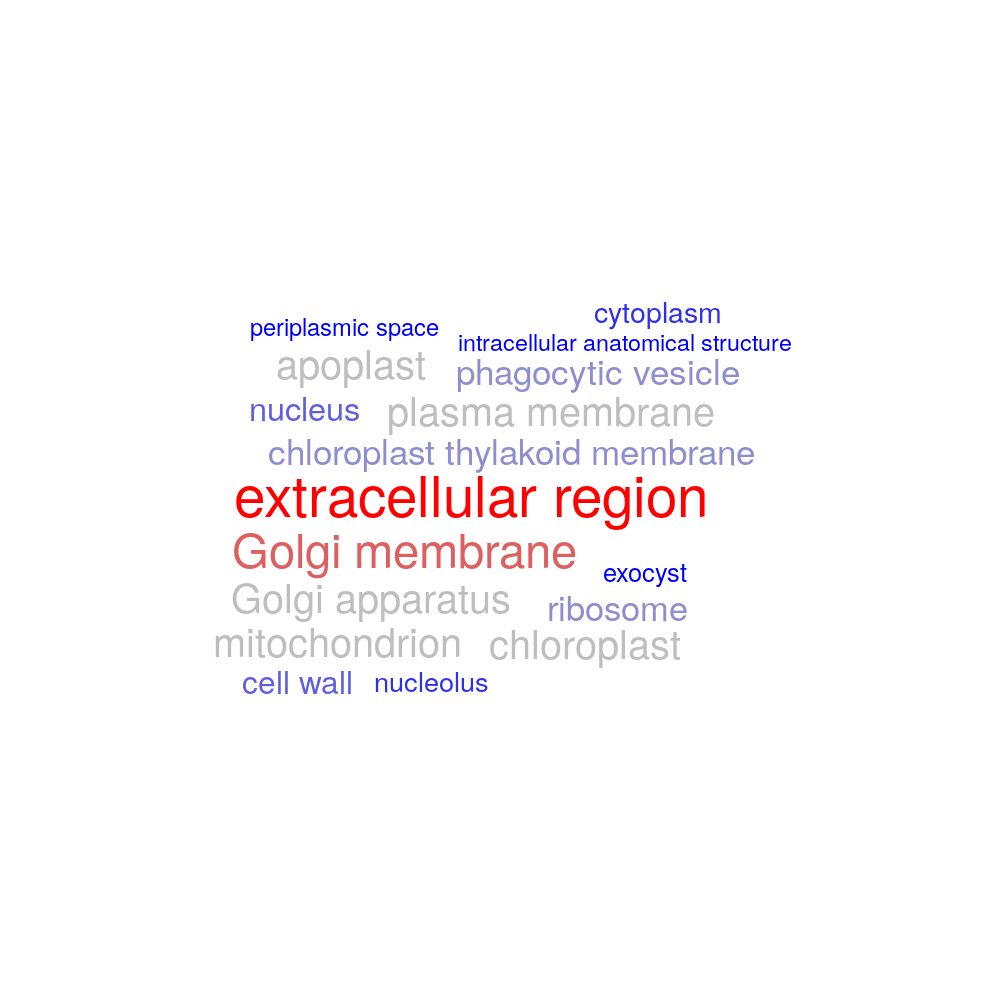 cytoplasm
periplasmic space
intracellular anatomical structure
apoplast
phagocytic vesicle
nucleus
plasma membrane
chloroplast thylakoid membrane
extracellular region
Golgi membrane
exocyst
Golgi apparatus
ribosome
mitochondrion
chloroplast
cell wall
nucleolus